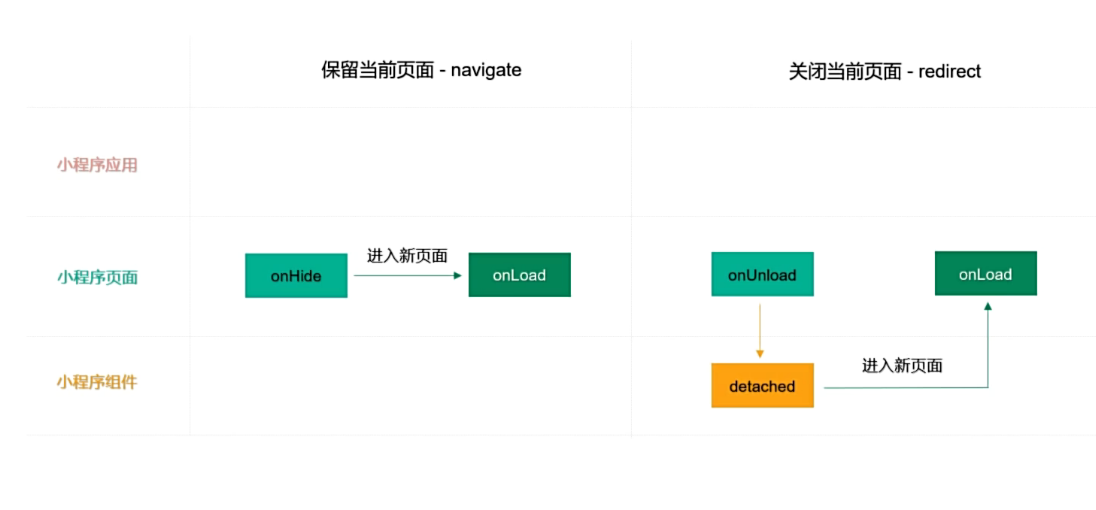 保留当前页面 - navigate
关闭当前页面 - redirect
小程序应用
小程序页面
onHide
进入新页面
onLoad
onUnload
onLoad
小程序组件
detached
进入新页面